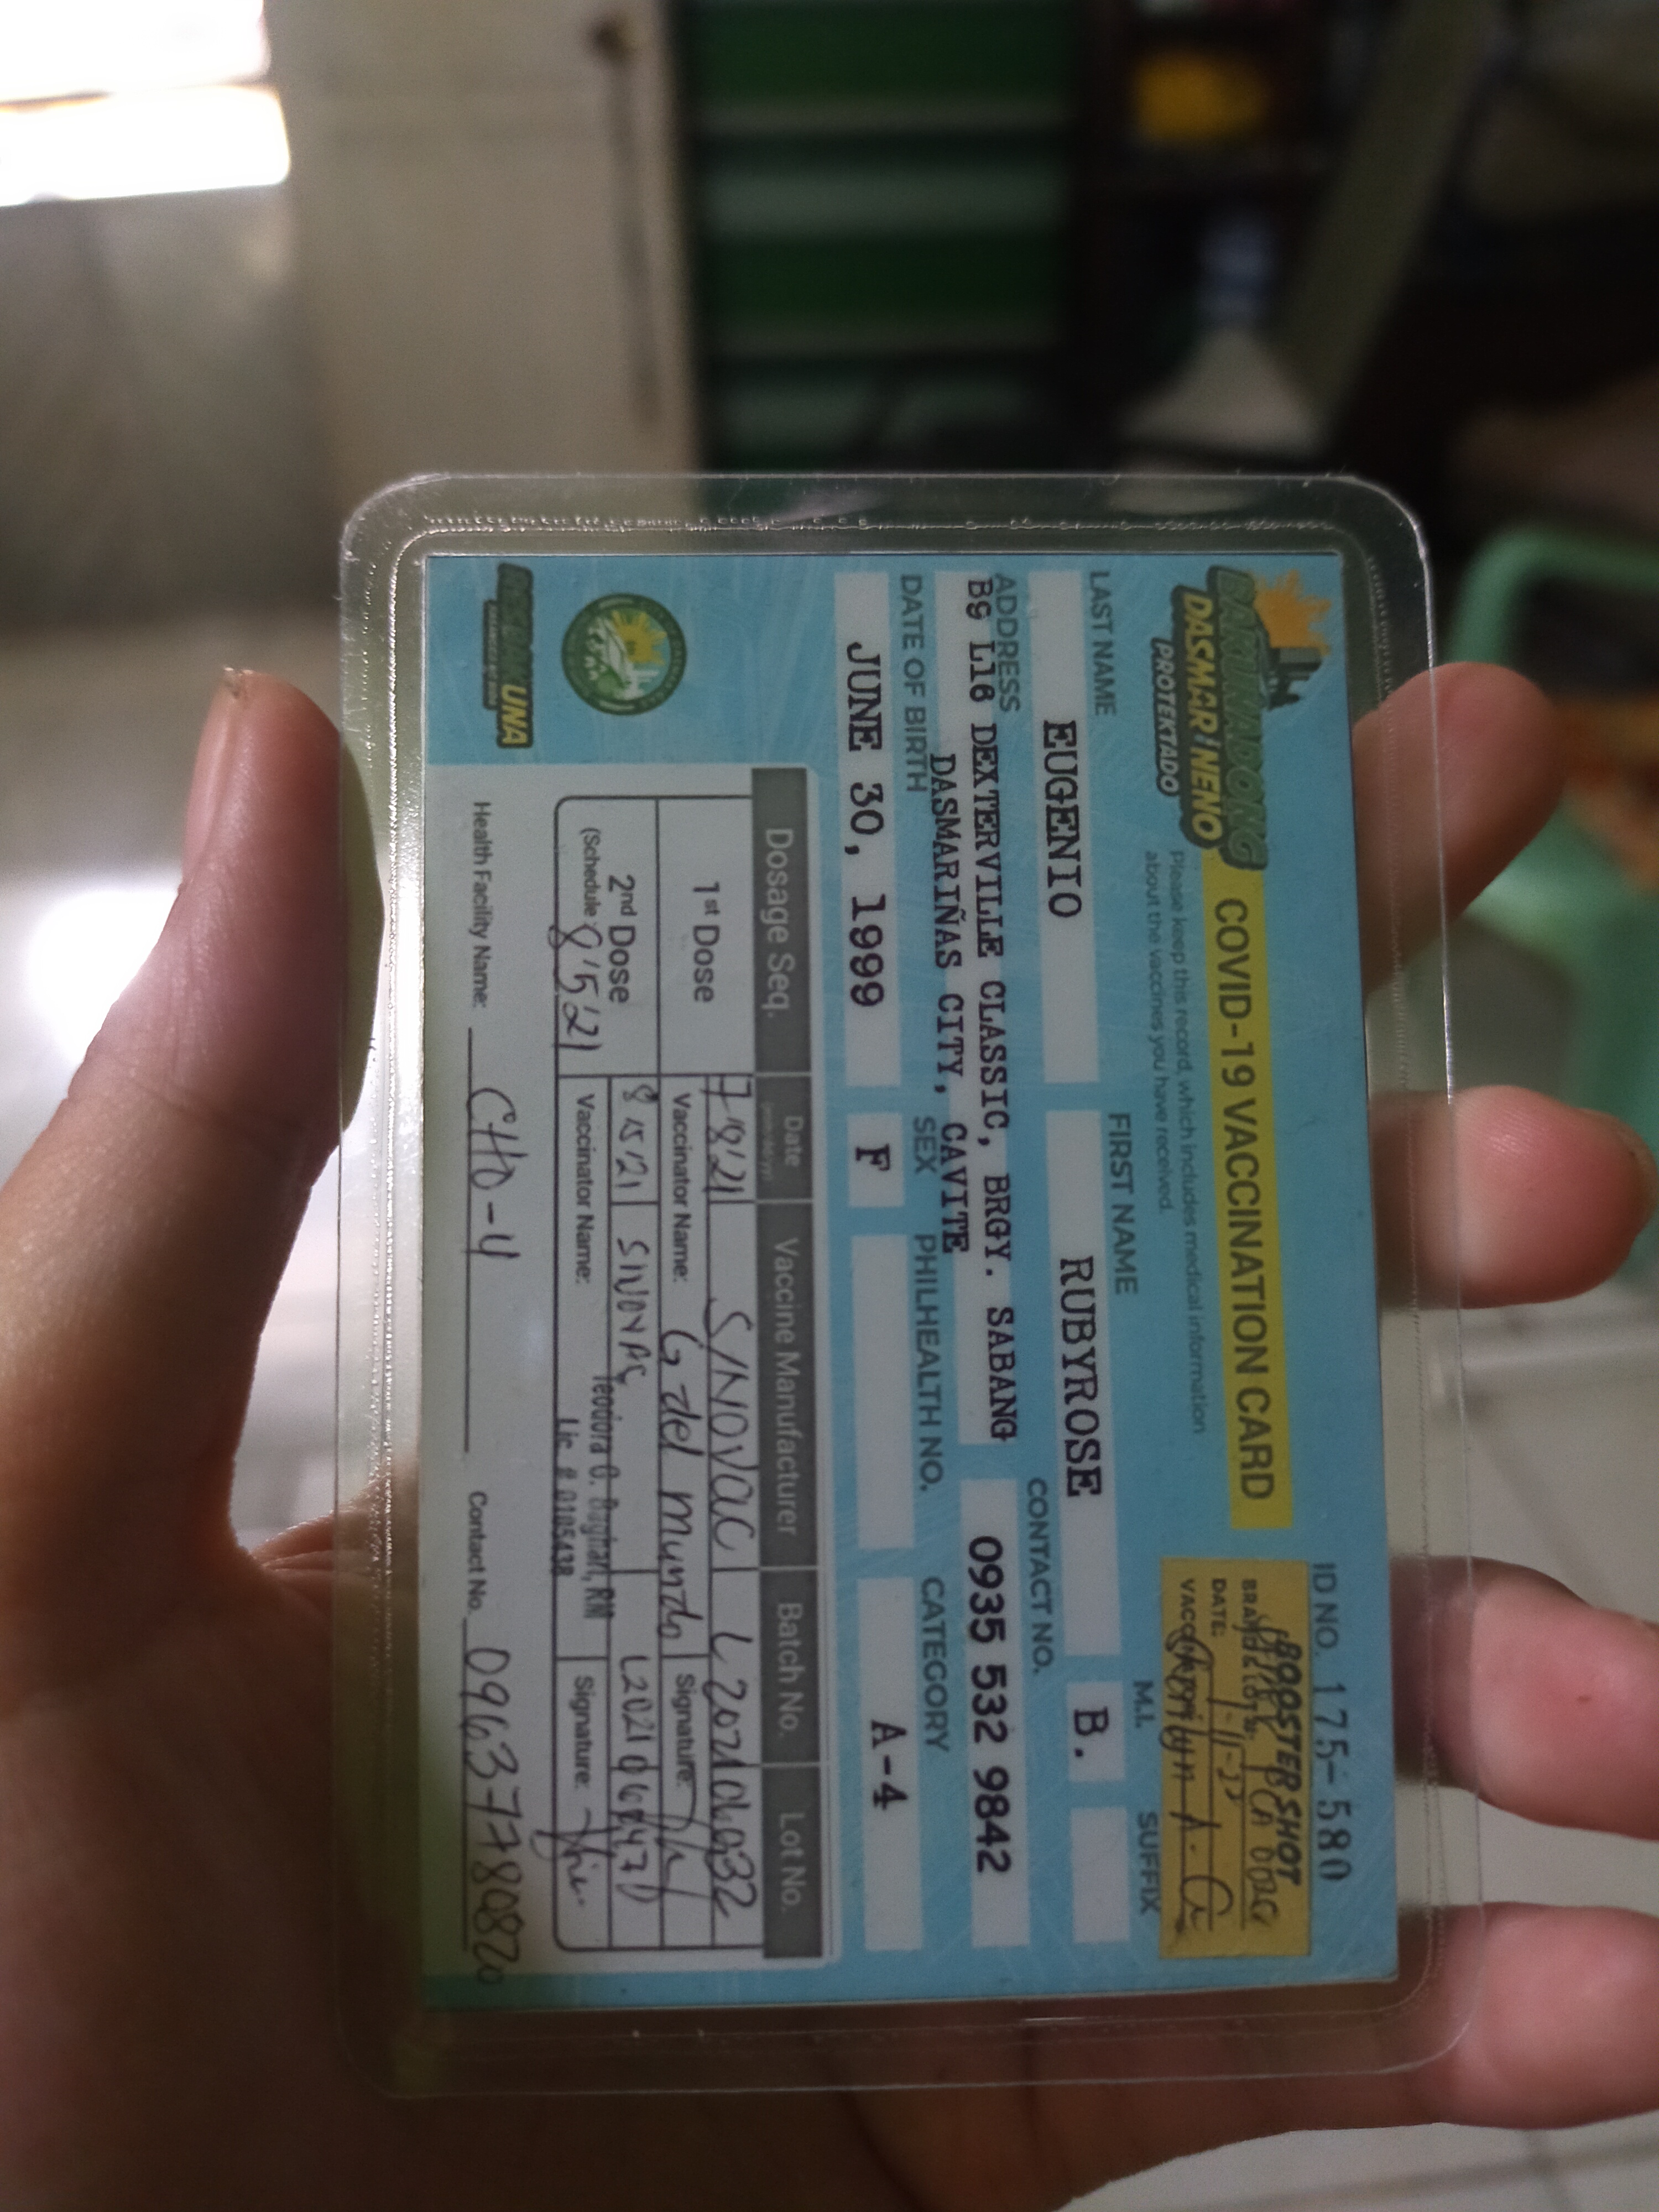 ID NO. 175-580
BAKUNADONG
DASMARINENO
PROTEKTADO
COVID-19 VACCINATION CARD
Please keep this record, which includes medical information
about the vaccines you have received.
BOOSTER SHOT
DATE: 1-11-22
LAST NAME FIRST NAME M.I. SUFFIX
EUGENIO RUBYROSE B.
ADDRESS CONTACT NO.
B9 L16 DEXTERVILLE CLASSIC, BRGY. SABANG 0935 532 9842
DASMARIÑAS CITY, CAVITE
DATE OF BIRTH SEX PHILHEALTH NO. CATEGORY
JUNE 30, 1999 F A-4
Dosage Seq. Date Vaccine Manufacturer Batch No. Lot No.
1st Dose 7'8'21 SINOVAC
Vaccinator Name: G del mundo Signature:
2nd Dose 8 15 '21 SINOVAC
(Schedule: 8'5'21 Vaccinator Name: Signature:
Lic. # 0105438
Health Facility Name: CHO-4 Contact No. 09637780820
UNA